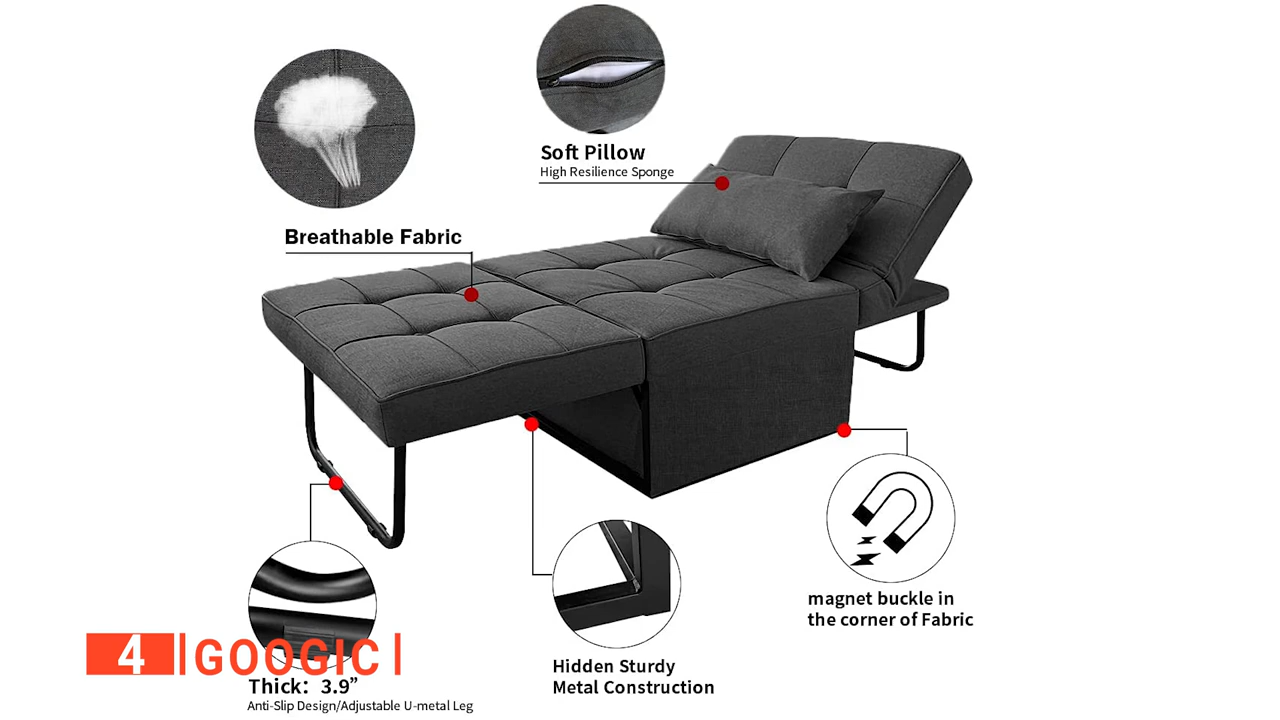 Soft Pillow
High Resilience Sponge
Breathable Fabric
magnet buckle in
the corner of Fabric
4 |GOOGIC|
Hidden Sturdy
Metal Construction
Thick: 3.9”
Anti-Slip Design/Adjustable U-metal Leg